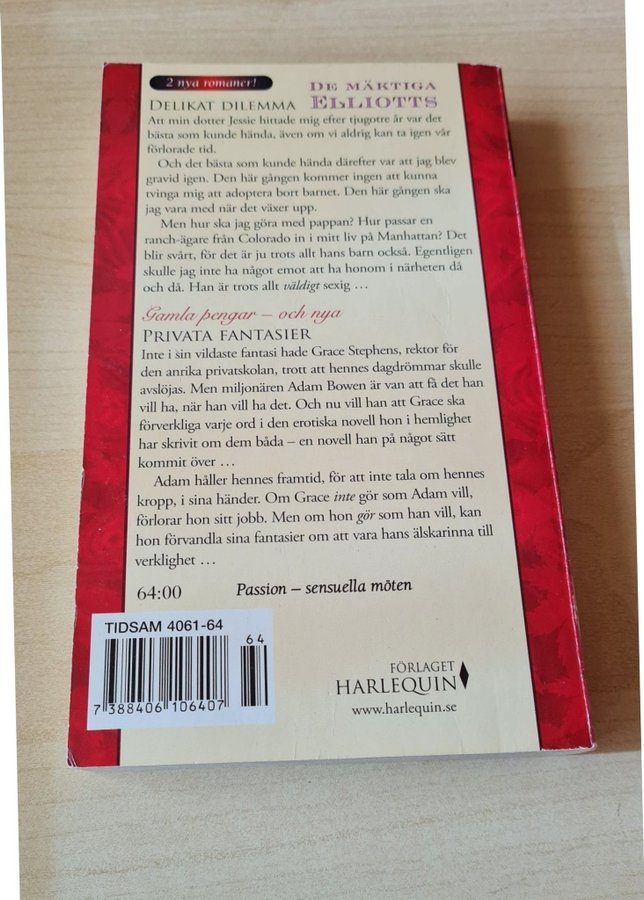 2 nya romaner!
DE MÄKTIGA
DELIKAT DILEMMA ELLIOTTS
Att min dotter Jessie hittade mig efter tjugotre år var det
bästa som kunde hända, även om vi aldrig kan ta igen vår
förlorade tid.
Och det bästa som kunde hända därefter var att jag blev
gravid igen. Den här gången kommer ingen att kunna
tvinga mig att adoptera bort barnet. Den här gången ska
jag vara med när det växer upp.
Men hur ska jag göra med pappan? Hur passar en
ranch-ägare från Colorado in i mitt liv på Manhattan? Det
blir svårt, för det är ju trots allt hans barn också. Egentligen
skulle jag inte ha något emot att ha honom i närheten då
och då. Han är trots allt väldigt sexig ...
Gamla pengar – och nya
PRIVATA FANTASIER
Inte i sin vildaste fantasi hade Grace Stephens, rektor för
den anrika privatskolan, trott att hennes dagdrömmar skulle
avslöjas. Men miljonären Adam Bowen är van att få det han
vill ha, när han vill ha det. Och nu vill han att Grace ska
förverkliga varje ord i den erotiska novell hon i hemlighet
har skrivit om dem båda – en novell han på något sätt
kommit över ...
Adam håller hennes framtid, för att inte tala om hennes
kropp, i sina händer. Om Grace inte gör som Adam vill,
förlorar hon sitt jobb. Men om hon gör som han vill, kan
hon förvandla sina fantasier om att vara hans älskarinna till
verklighet ...
64:00 Passion – sensuella möten
TIDSAM 4061-64
64
7 388406 106407
FÖRLAGET
HARLEQUIN
www.harlequin.se